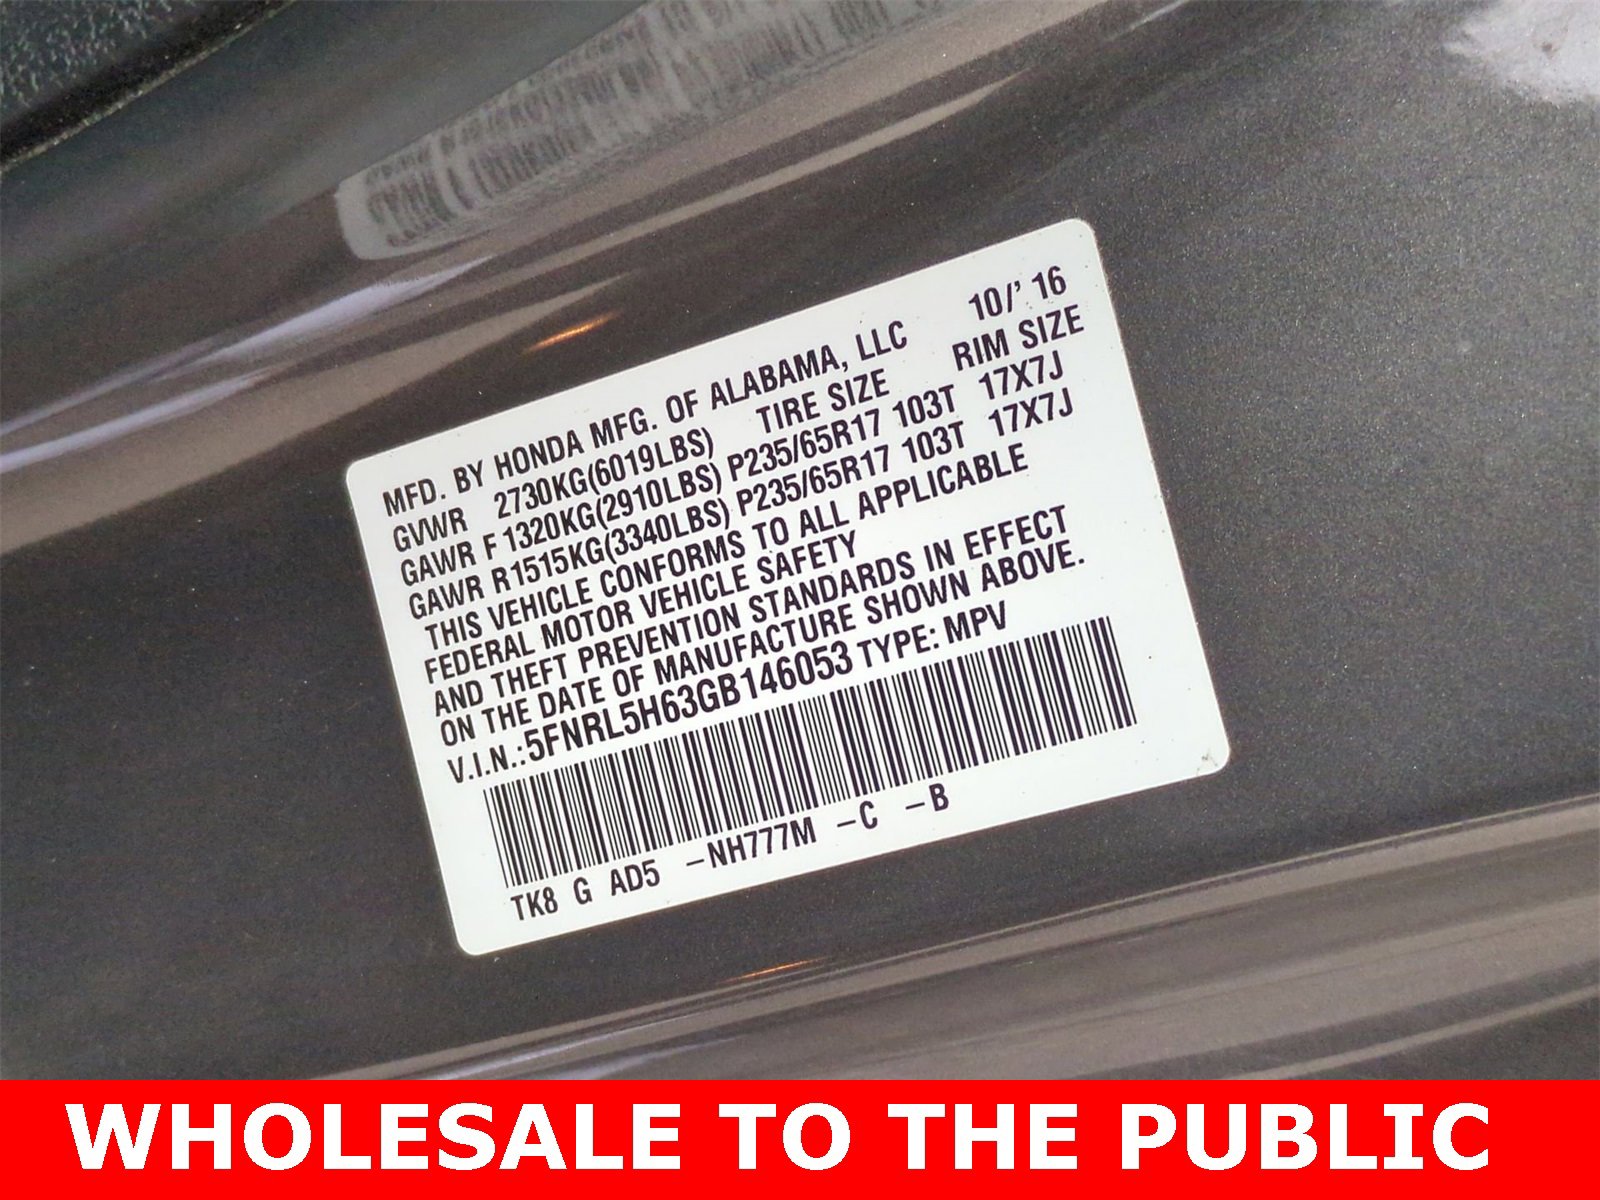 MFD. BY HONDA MFG. OF ALABAMA, LLC 10/' 16
GVWR 2730KG(6019LBS) TIRE SIZE RIM SIZE
GAWR F 1320KG(2910LBS) P235/65R17 103T 17X7J
GAWR R1515KG(3340LBS) P235/65R17 103T 17X7J
THIS VEHICLE CONFORMS TO ALL APPLICABLE
FEDERAL MOTOR VEHICLE SAFETY
AND THEFT PREVENTION STANDARDS IN EFFECT
ON THE DATE OF MANUFACTURE SHOWN ABOVE.
V.I.N.:5FNRL5H63GB146053 TYPE: MPV
TK8 G AD5 -NH777M -C -B
WHOLESALE TO THE PUBLIC